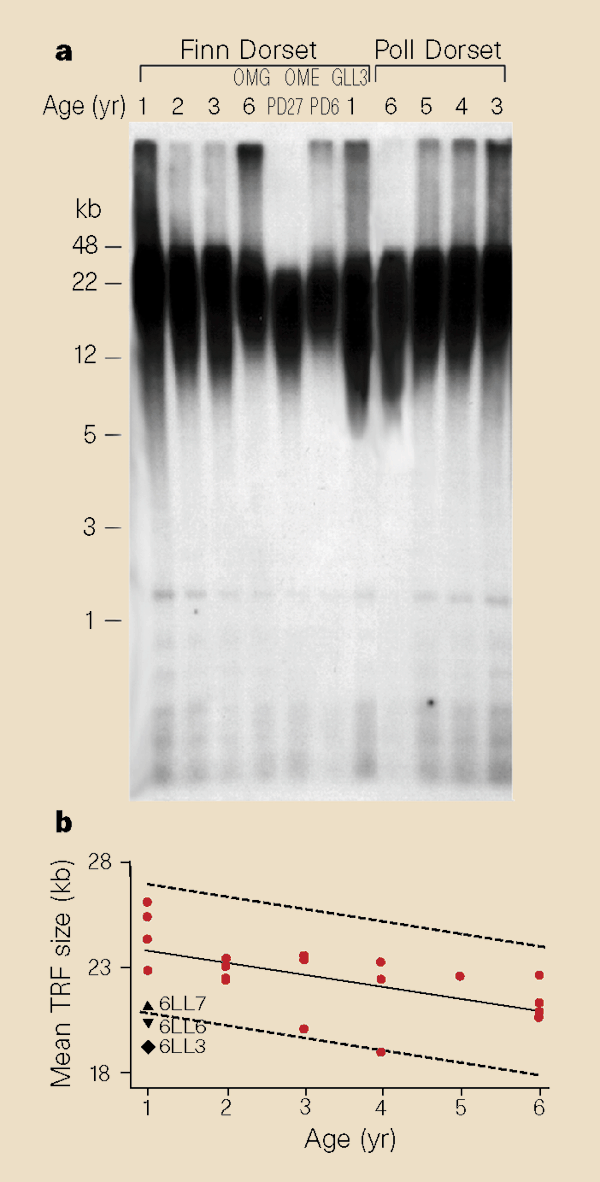 a
Finn Dorset Poll Dorset
OMG OME GLL3
Age (yr) 1 2 3 6 PD27 PD6 1 6 5 4 3
kb
48
22
12
5
3
1
b
Mean TRF size (kb)
28
23
18
6LL7
6LL6
6LL3
1 2 3 4 5 6
Age (yr)